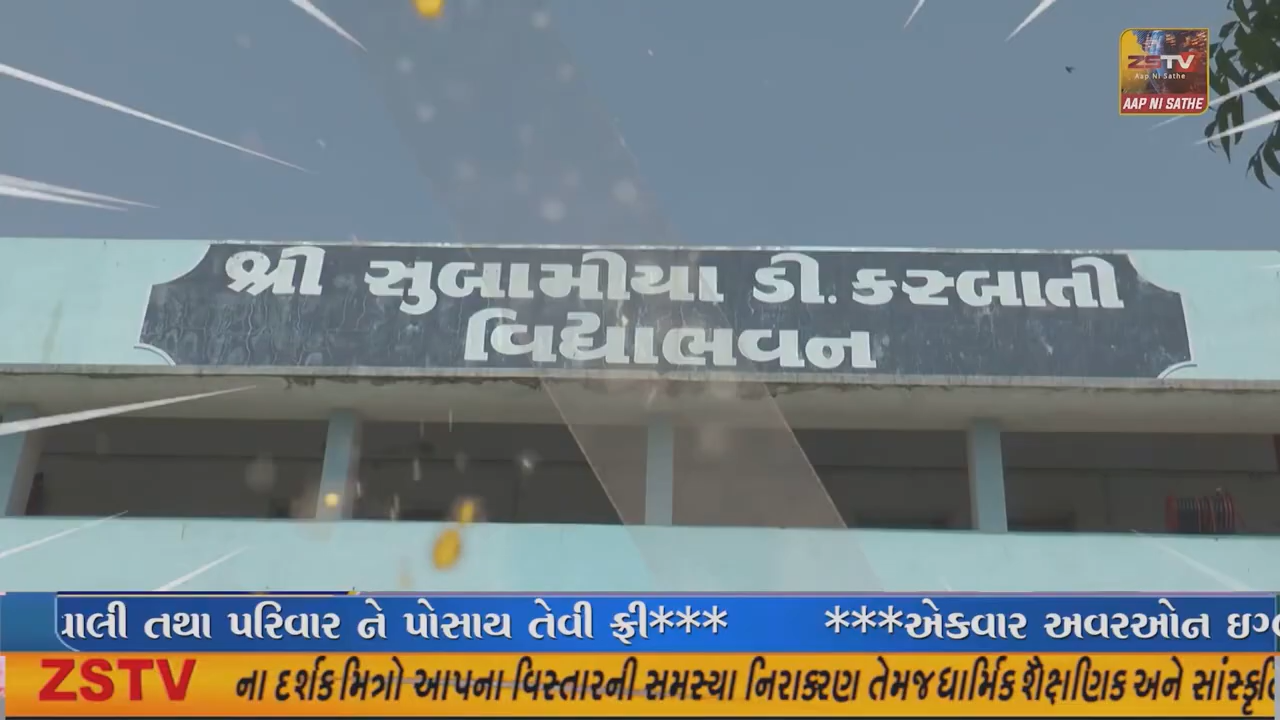 ZSTV
Aap Ni Sathe
AAP NI SATHE
શ્રી સુબામીયા ડી. કરબાતી
વિદ્યાભવન
તથા પરિવાર ને પોસાય તેવી ફ્રી*** ***એકવાર અવરઓન
ZSTV ના દર્શક મિત્રો આપના વિસ્તારની સમસ્યા નિરાકરણ તેમજ ધાર્મિક શૈક્ષણિક અને